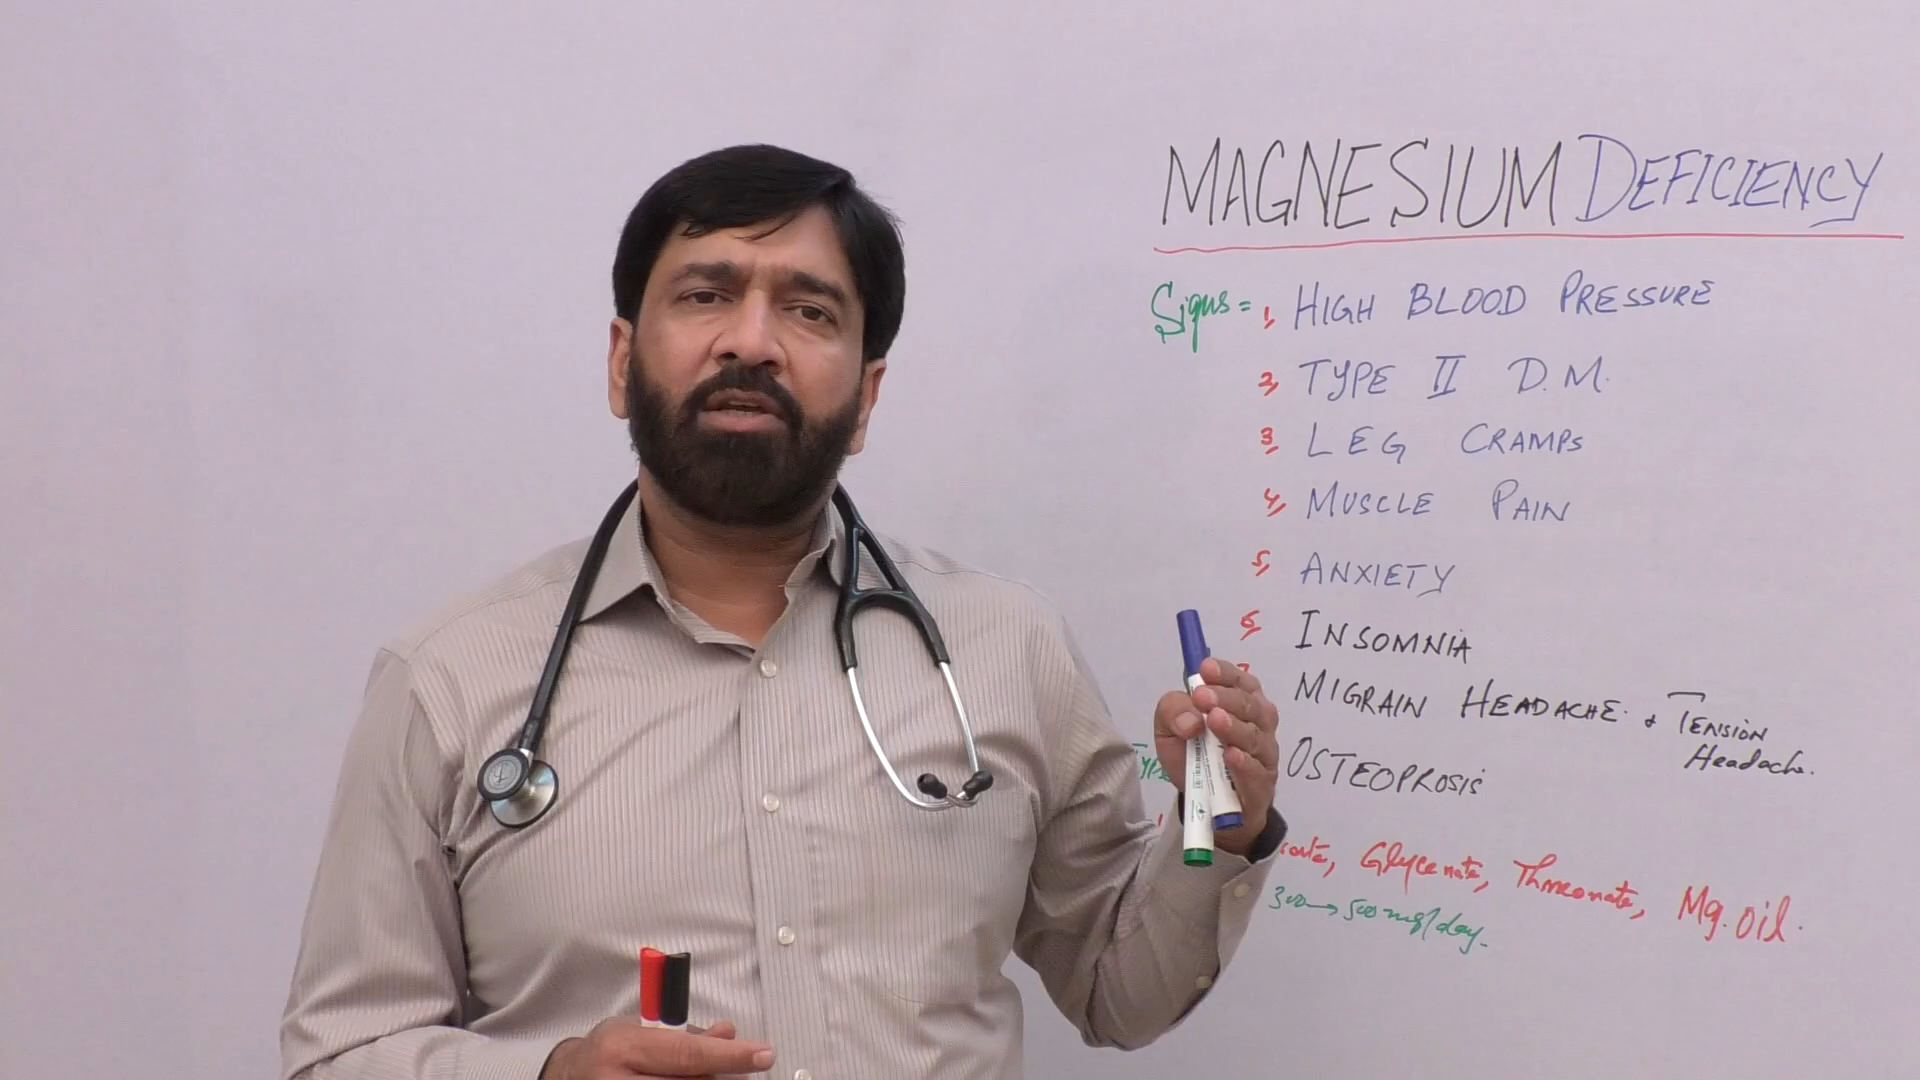 MAGNESIUM DEFICIENCY
Signs = 1, HIGH BLOOD PRESSURE
2, TYPE II D.M.
3, LEG CRAMPS
4, MUSCLE PAIN
5, ANXIETY
6, INSOMNIA
7 MIGRAIN HEADACHE. & TENSION
Headache.
OSTEOPROSIS
Glycenate, Threonate, Mg. Oil.
300 → 500 mg/day.